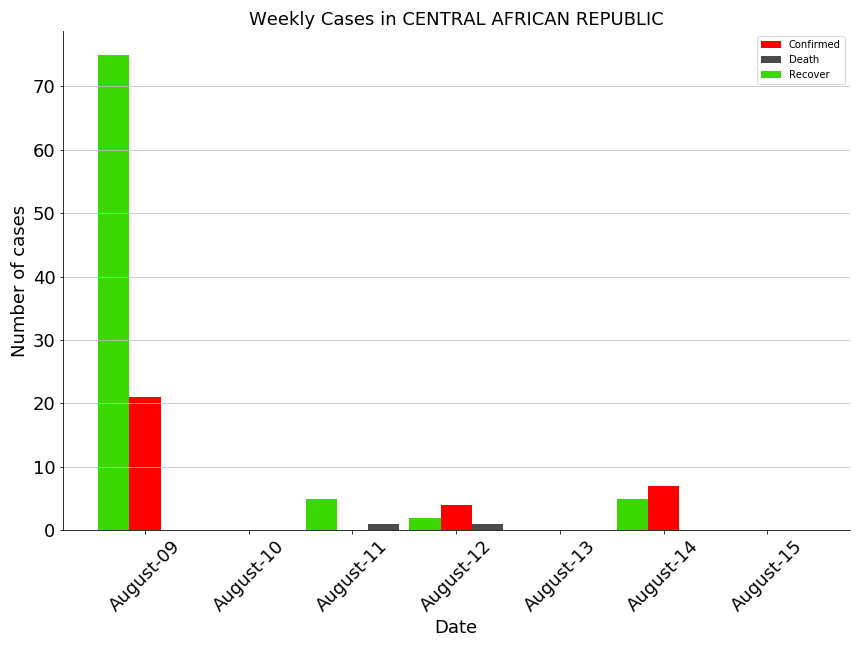 Weekly Cases in CENTRAL AFRICAN REPUBLIC
Confirmed
Death
Recover
Number of cases
70
60
50
40
30
20
10
0
August-09
August-10
August-11
August-12
August-13
August-14
August-15
Date